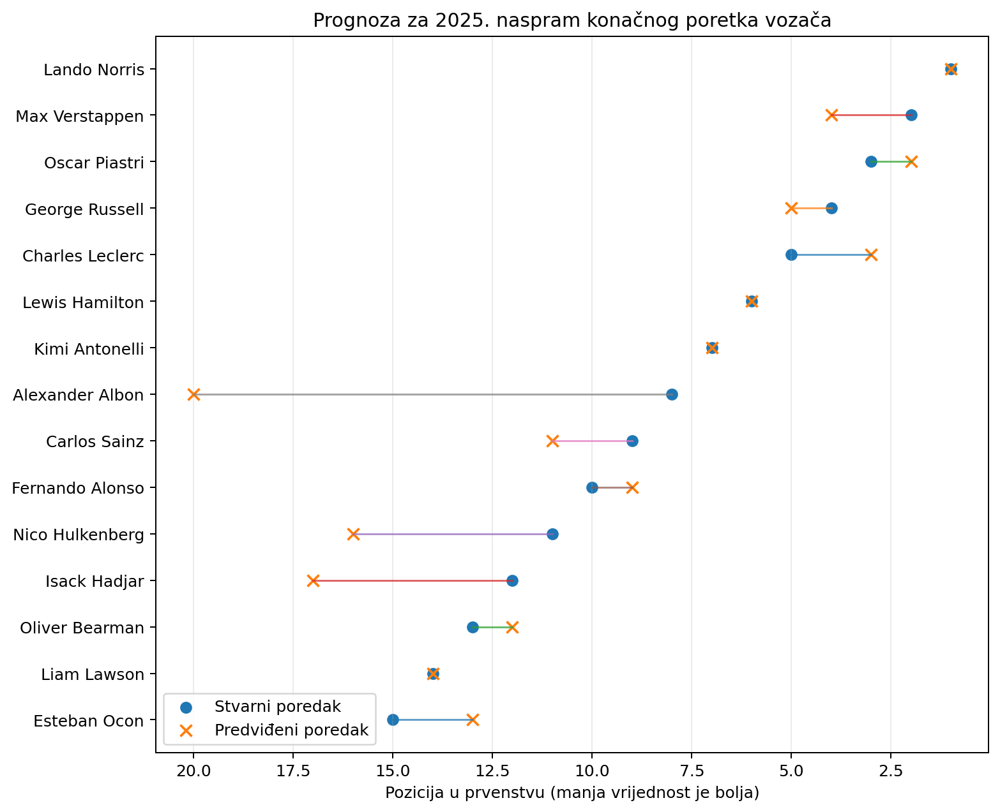 Prognoza za 2025. naspram konačnog poretka vozača
Lando Norris
Max Verstappen
Oscar Piastri
George Russell
Charles Leclerc
Lewis Hamilton
Kimi Antonelli
Alexander Albon
Carlos Sainz
Fernando Alonso
Nico Hulkenberg
Isack Hadjar
Oliver Bearman
Liam Lawson
Esteban Ocon
Stvarni poredak
Predviđeni poredak
20.0 17.5 15.0 12.5 10.0 7.5 5.0 2.5
Pozicija u prvenstvu (manja vrijednost je bolja)